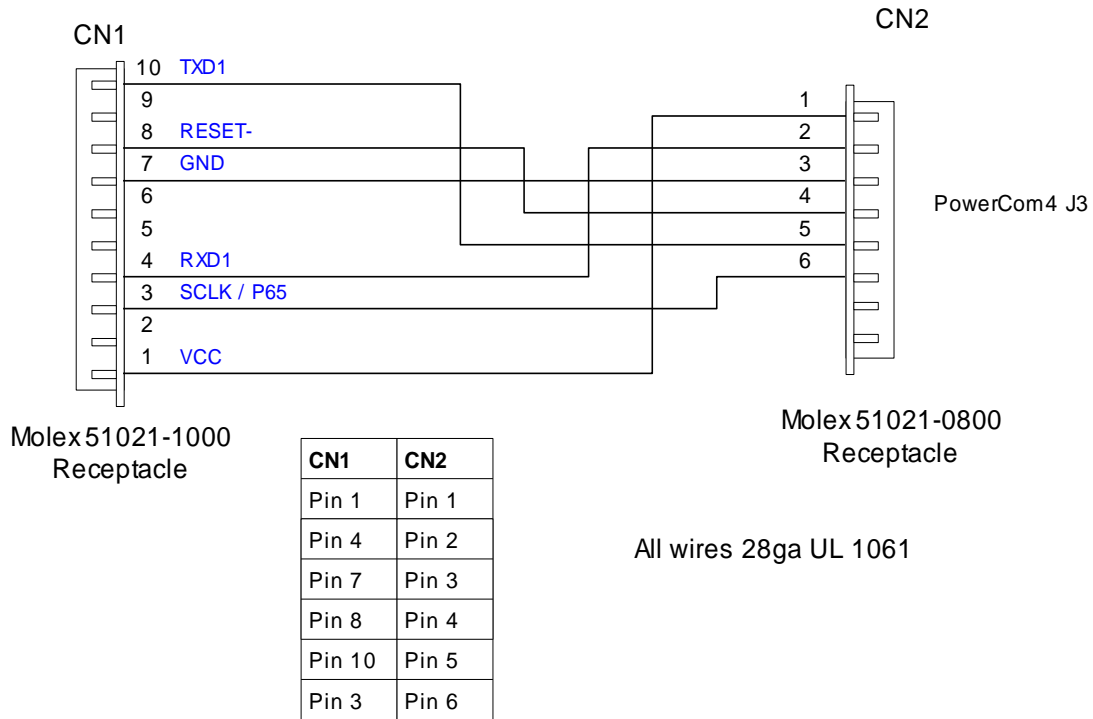 CN1
CN2
10 TXD1
9
8 RESET-
7 GND
6
5
4 RXD1
3 SCLK / P65
2
1 VCC
1
2
3
4
5
6
PowerCom4 J3
Molex 51021-1000
Receptacle
Molex 51021-0800
Receptacle
CN1 CN2
Pin 1 Pin 1
Pin 4 Pin 2
Pin 7 Pin 3
Pin 8 Pin 4
Pin 10 Pin 5
Pin 3 Pin 6
All wires 28ga UL 1061